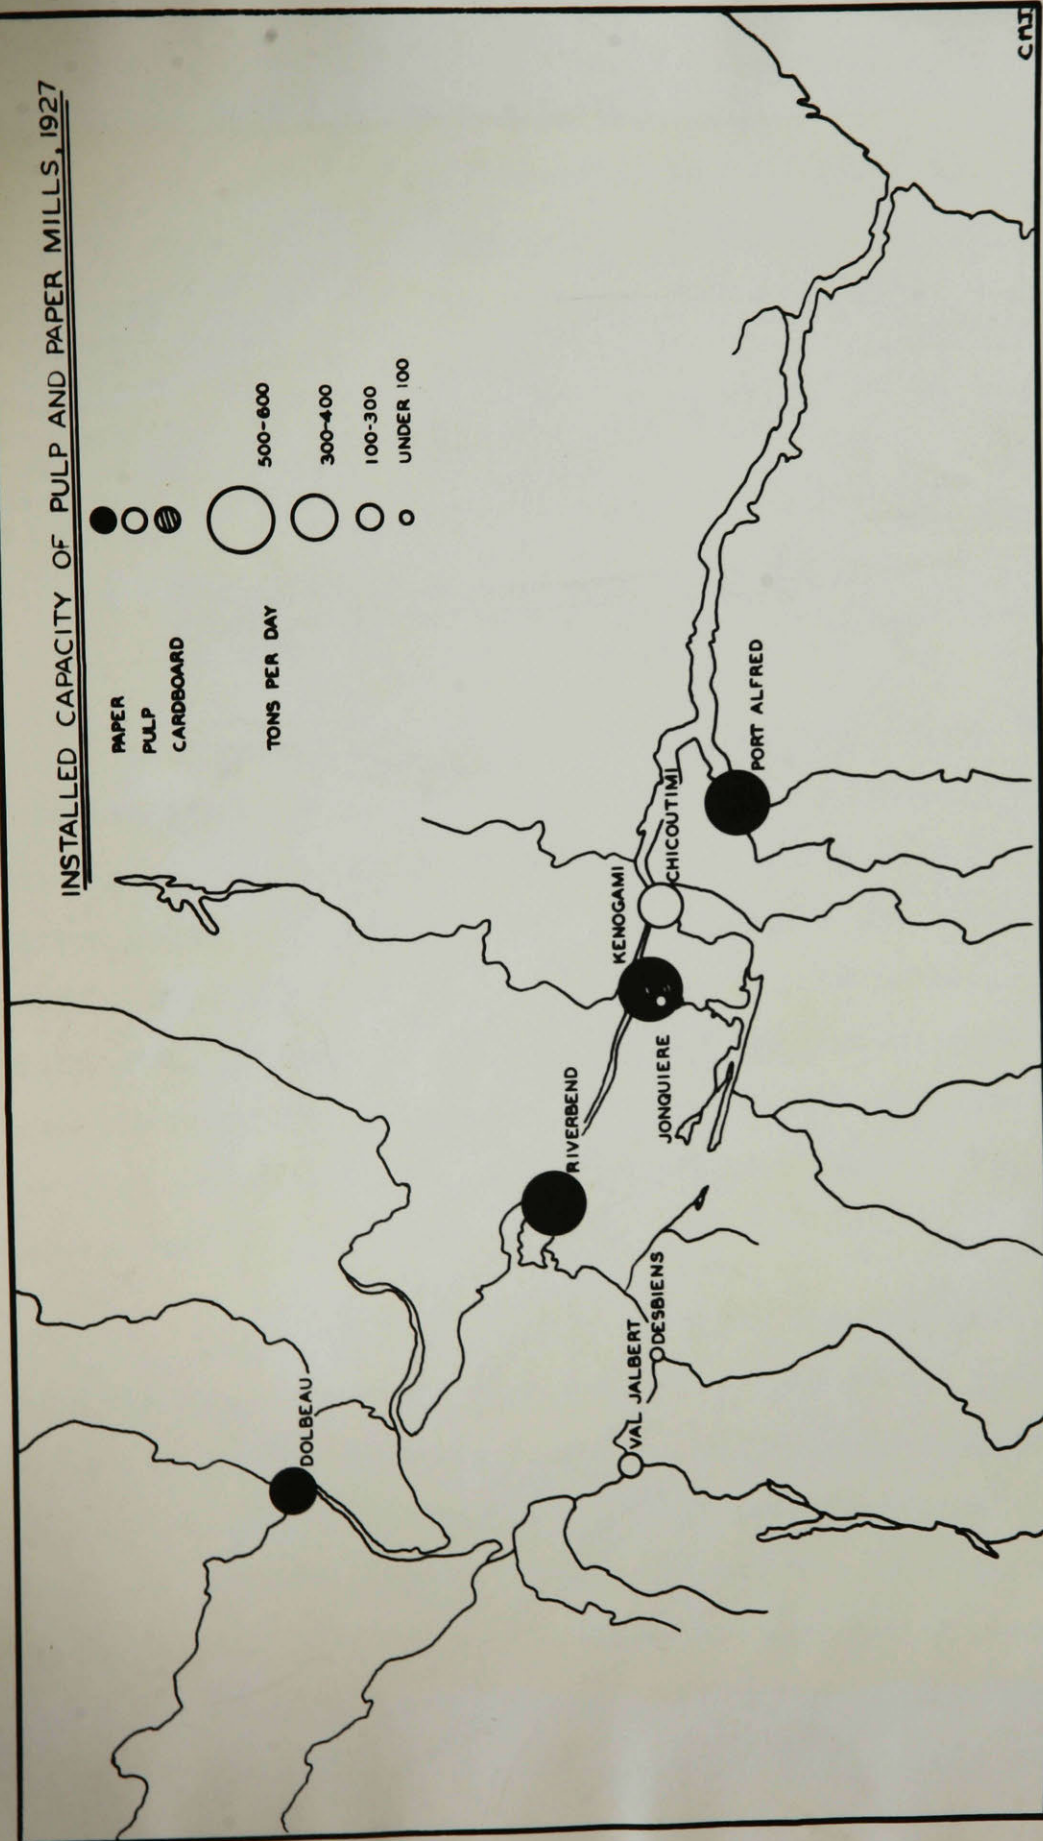 INSTALLED CAPACITY OF PULP AND PAPER MILLS, 1927
PAPER
PULP
CARDBOARD
TONS PER DAY
500-600
300-400
100-300
UNDER 100
DOLBEAU
RIVERBEND
KENOGAMI
CHICOUTIMI
JONQUIERE
PORT ALFRED
VAL JALBERT
DESBIENS
CMJ